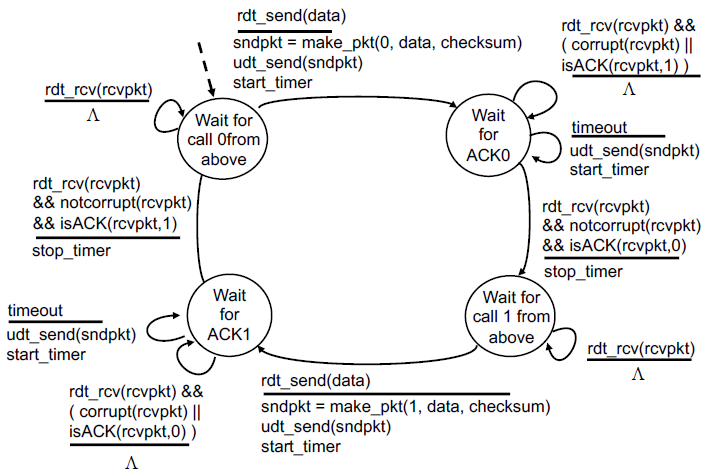 rdt_send(data)
sndpkt = make_pkt(0, data, checksum)
udt_send(sndpkt)
start_timer
rdt_rcv(rcvpkt) &&
( corrupt(rcvpkt) ||
isACK(rcvpkt,1) )
Λ
rdt_rcv(rcvpkt)
Λ
Wait for
call 0from
above
Wait
for
ACK0
timeout
udt_send(sndpkt)
start_timer
rdt_rcv(rcvpkt)
&& notcorrupt(rcvpkt)
&& isACK(rcvpkt,1)
stop_timer
rdt_rcv(rcvpkt)
&& notcorrupt(rcvpkt)
&& isACK(rcvpkt,0)
stop_timer
timeout
udt_send(sndpkt)
start_timer
Wait
for
ACK1
Wait for
call 1 from
above
rdt_rcv(rcvpkt)
Λ
rdt_rcv(rcvpkt) &&
( corrupt(rcvpkt) ||
isACK(rcvpkt,0) )
Λ
rdt_send(data)
sndpkt = make_pkt(1, data, checksum)
udt_send(sndpkt)
start_timer